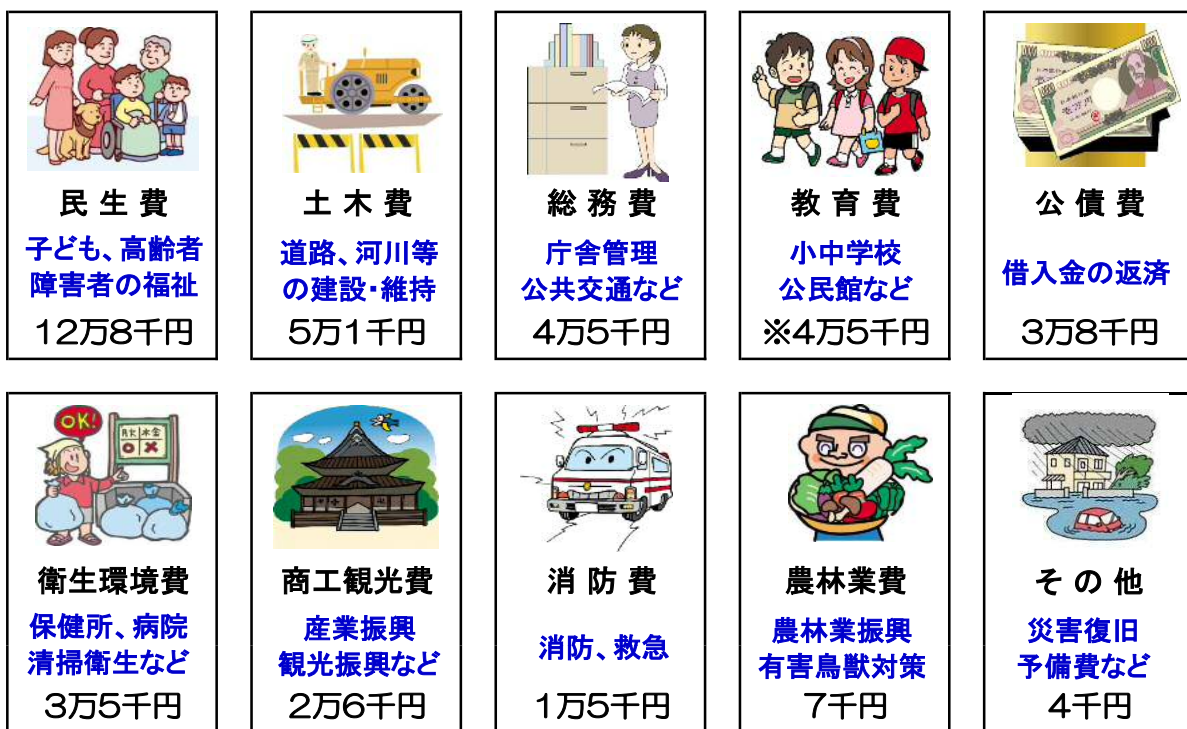 民生費
子ども、高齢者
障害者の福祉
12万8千円
土木費
道路、河川等
の建設・維持
5万1千円
総務費
庁舎管理
公共交通など
4万5千円
教育費
小中学校
公民館など
※4万5千円
公債費
借入金の返済
3万8千円
OK!
衛生環境費
保健所、病院
清掃衛生など
3万5千円
商工観光費
産業振興
観光振興など
2万6千円
消防費
消防、救急
1万5千円
農林業費
農林業振興
有害鳥獣対策
7千円
その他
災害復旧
予備費など
4千円